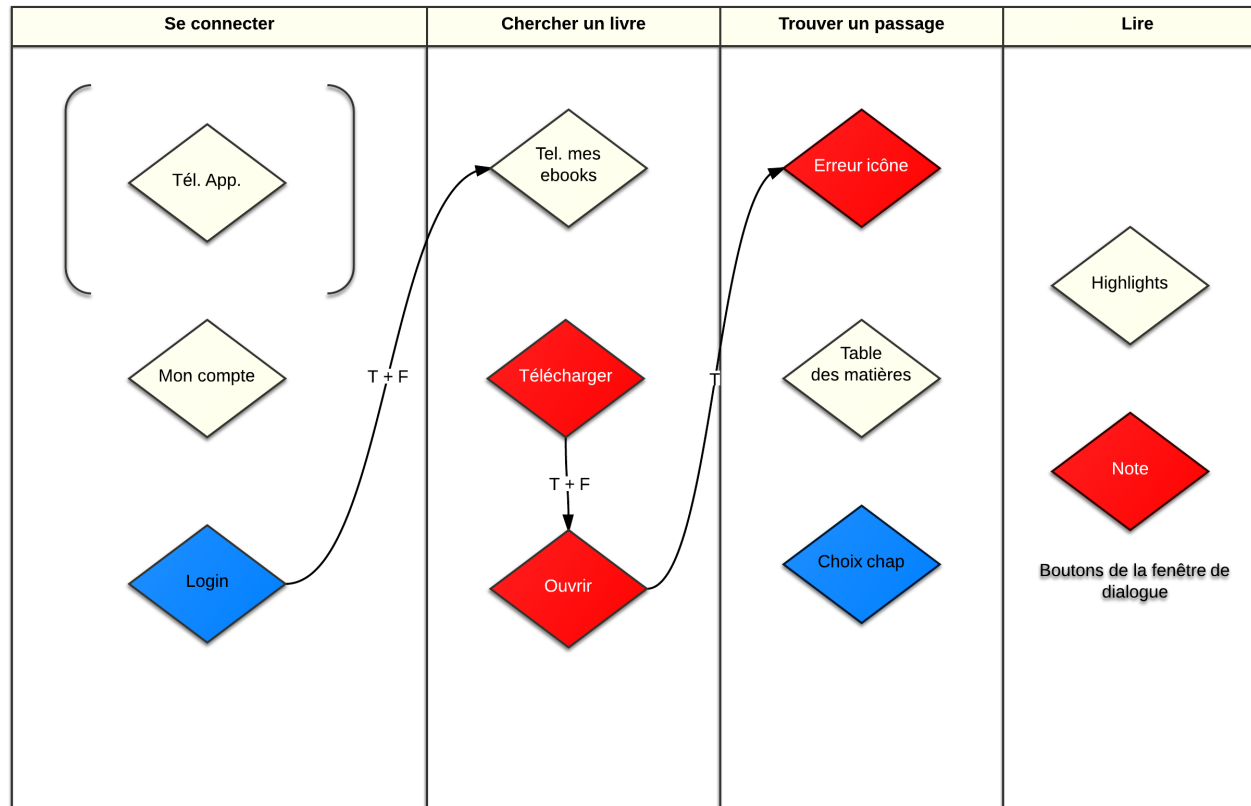 Se connecter
Chercher un livre
Trouver un passage
Lire
Tél. App.
Mon compte
Login
T + F
Tel. mes
ebooks
Télécharger
T + F
Ouvrir
T
Erreur icône
Table
des matières
Choix chap
Highlights
Note
Boutons de la fenêtre de
dialogue